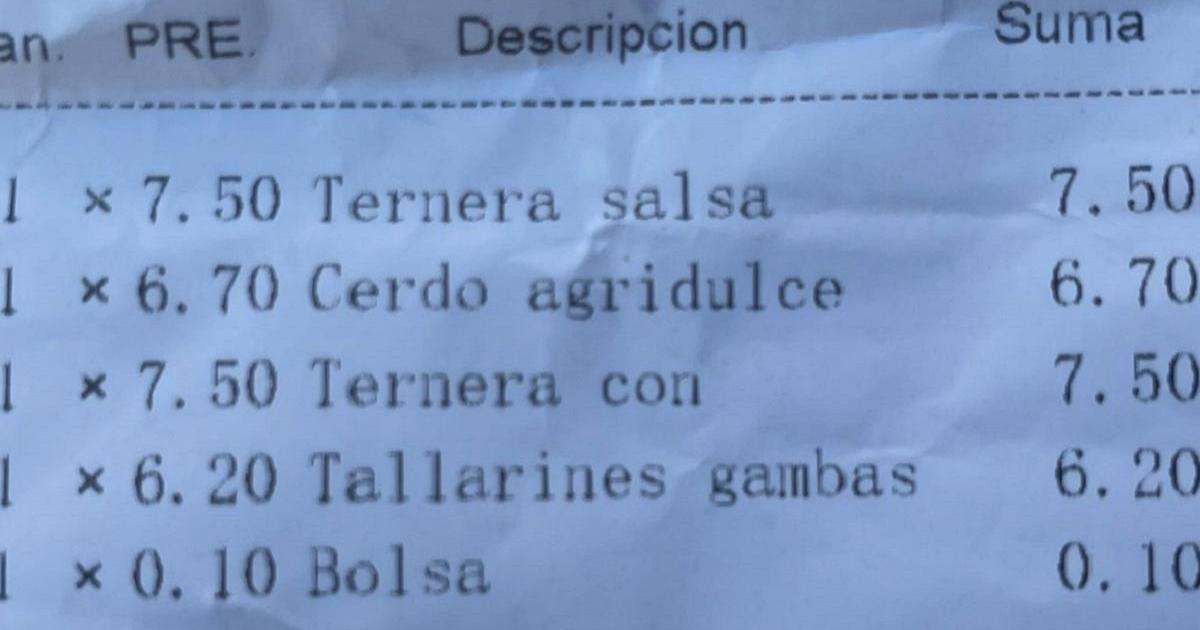 an. PRE. Descripcion Suma
1 × 7.50 Ternera salsa 7.50
1 × 6.70 Cerdo agridulce 6.70
1 × 7.50 Ternera con 7.50
1 × 6.20 Tallarines gambas 6.20
1 × 0.10 Bolsa 0.10